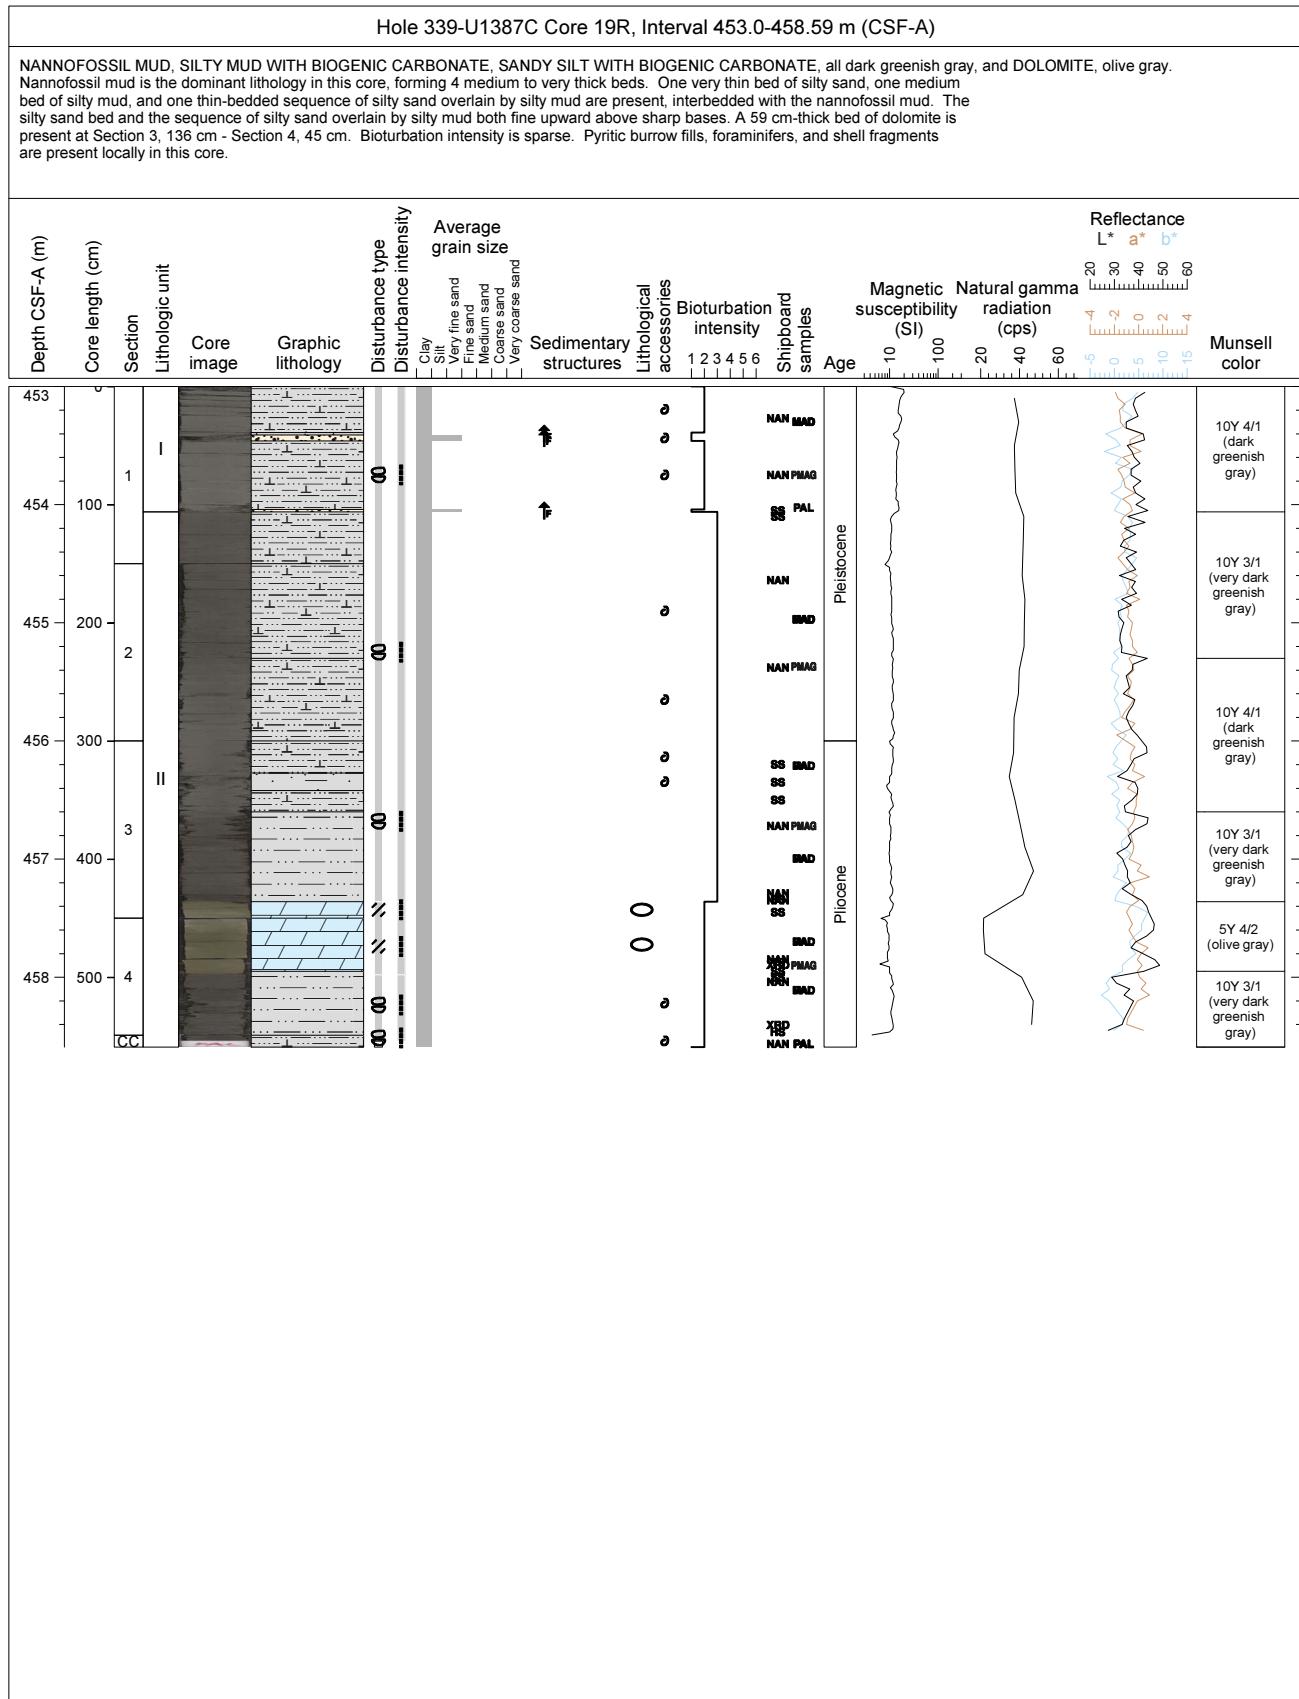 Hole 339-U1387C Core 19R, Interval 453.0-458.59 m (CSF-A)
NANNOFOSSIL MUD, SILTY MUD WITH BIOGENIC CARBONATE, SANDY SILT WITH BIOGENIC CARBONATE, all dark greenish gray, and DOLOMITE, olive gray.
Nannofossil mud is the dominant lithology in this core, forming 4 medium to very thick beds. One very thin bed of silty sand, one medium
bed of silty mud, and one thin-bedded sequence of silty sand overlain by silty mud are present, interbedded with the nannofossil mud. The
silty sand bed and the sequence of silty sand overlain by silty mud both fine upward above sharp bases. A 59 cm-thick bed of dolomite is
present at Section 3, 136 cm - Section 4, 45 cm. Bioturbation intensity is sparse. Pyritic burrow fills, foraminifers, and shell fragments
are present locally in this core.
Depth CSF-A (m)
Core length (cm)
Section
Lithologic unit
Core
image
Graphic
lithology
Disturbance type
Disturbance intensity
Average
grain size
Clay
Silt
Very fine sand
Fine sand
Medium sand
Coarse sand
Very coarse sand
Sedimentary
structures
Lithological
accessories
Bioturbation
intensity
1 2 3 4 5 6
Shipboard
samples
Age
Magnetic
susceptibility
(SI)
10 100
Natural gamma
radiation
(cps)
20 40 60
Reflectance
L* a* b*
20 30 40 50 60
-4 -2 0 2 4
-5 0 5 10 15
Munsell
color
453
454
455
456
457
458
0
100
200
300
400
500
1
2
3
4
CC
I
II
F
F
NAN MAD
NAN PMAG
SS PAL
SS
NAN
MAD
NAN PMAG
SS
SS
SS
NAN PMAG
NAN
SS
PMAG
NAN PAL
Pleistocene
Pliocene
10Y 4/1
(dark
greenish
gray)
10Y 3/1
(very dark
greenish
gray)
10Y 4/1
(dark
greenish
gray)
10Y 3/1
(very dark
greenish
gray)
5Y 4/2
(olive gray)
10Y 3/1
(very dark
greenish
gray)